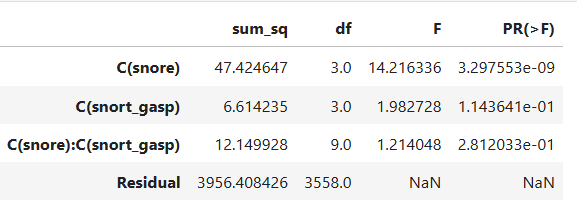 sum_sq df F PR(>F)
C(snore) 47.424647 3.0 14.216336 3.297553e-09
C(snort_gasp) 6.614235 3.0 1.982728 1.143641e-01
C(snore):C(snort_gasp) 12.149928 9.0 1.214048 2.812033e-01
Residual 3956.408426 3558.0 NaN NaN